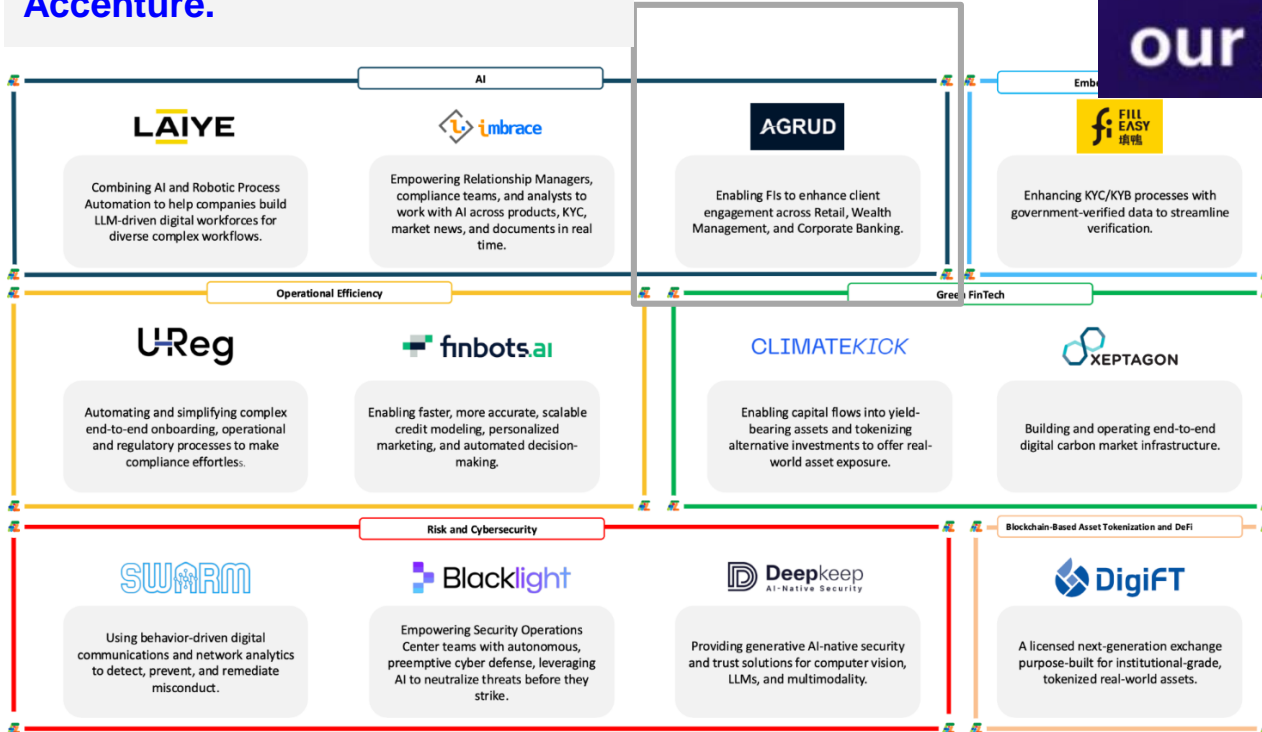 Accenture.
our
AI
Embe
LAIYE
imbrace
AGRUD
FILL
EASY
填鴨
Combining AI and Robotic Process
Automation to help companies build
LLM-driven digital workforces for
diverse complex workflows.
Empowering Relationship Managers,
compliance teams, and analysts to
work with AI across products, KYC,
market news, and documents in real
time.
Enabling FIs to enhance client
engagement across Retail, Wealth
Management, and Corporate Banking.
Enhancing KYC/KYB processes with
government-verified data to streamline
verification.
Operational Efficiency
Green FinTech
U-Reg
finbots.ai
CLIMATEKICK
XEPTAGON
Automating and simplifying complex
end-to-end onboarding, operational
and regulatory processes to make
compliance effortless.
Enabling faster, more accurate, scalable
credit modeling, personalized
marketing, and automated decision-
making.
Enabling capital flows into yield-
bearing assets and tokenizing
alternative investments to offer real-
world asset exposure.
Building and operating end-to-end
digital carbon market infrastructure.
Risk and Cybersecurity
Blockchain-Based Asset Tokenization and DeFi
SWARM
Blacklight
Deepkeep
AI-Native Security
DigiFT
Using behavior-driven digital
communications and network analytics
to detect, prevent, and remediate
misconduct.
Empowering Security Operations
Center teams with autonomous,
preemptive cyber defense, leveraging
AI to neutralize threats before they
strike.
Providing generative AI-native security
and trust solutions for computer vision,
LLMs, and multimodality.
A licensed next-generation exchange
purpose-built for institutional-grade,
tokenized real-world assets.